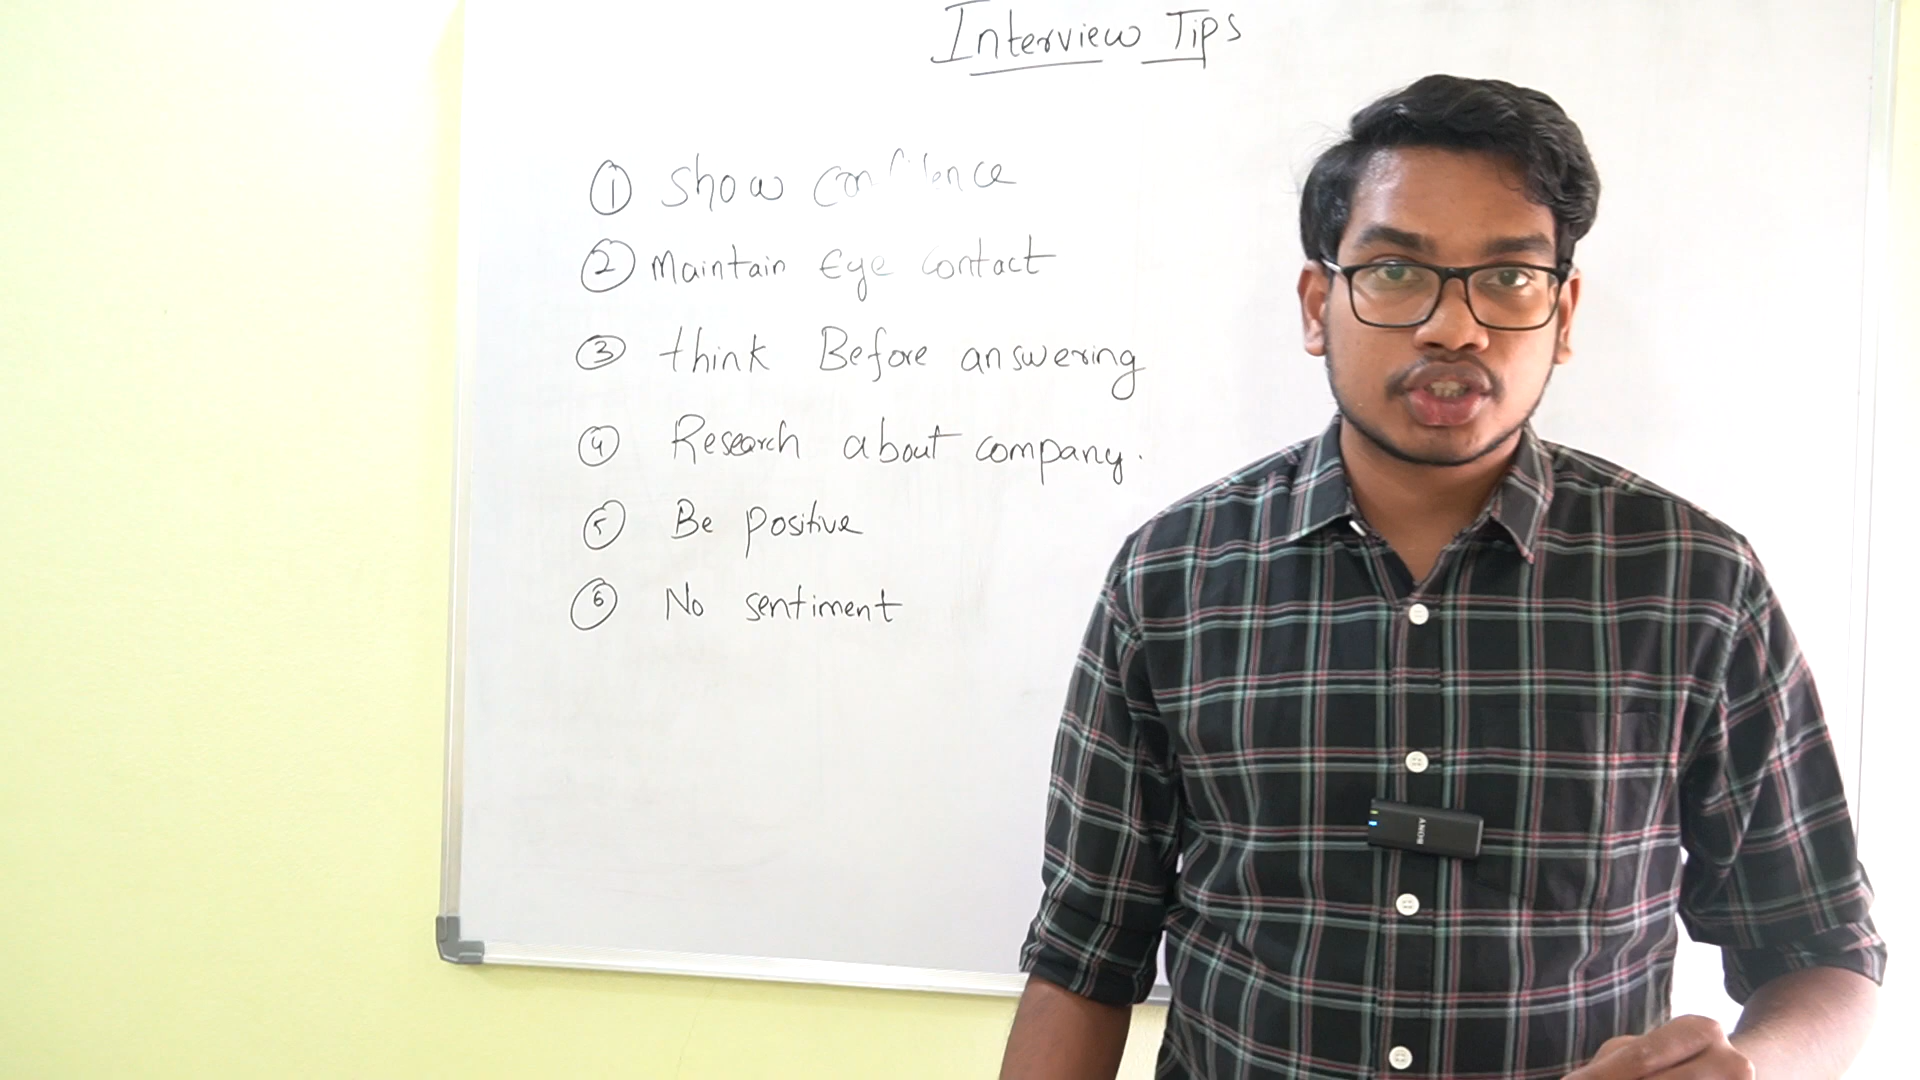 Interview Tips
① Show Confidence
② Maintain Eye contact
③ think Before answering
④ Research about company.
⑤ Be positive
⑥ No sentiment
SONY